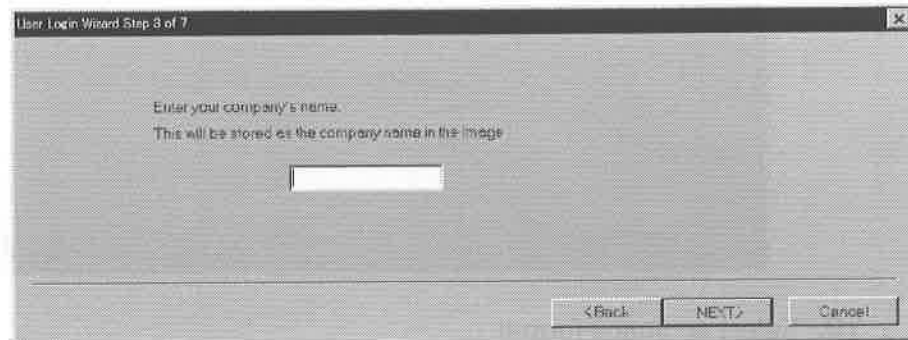 User Login Wizard Step 3 of 7
Enter your company's name.
This will be stored as the company name in the image
<Back NEXT> Cancel